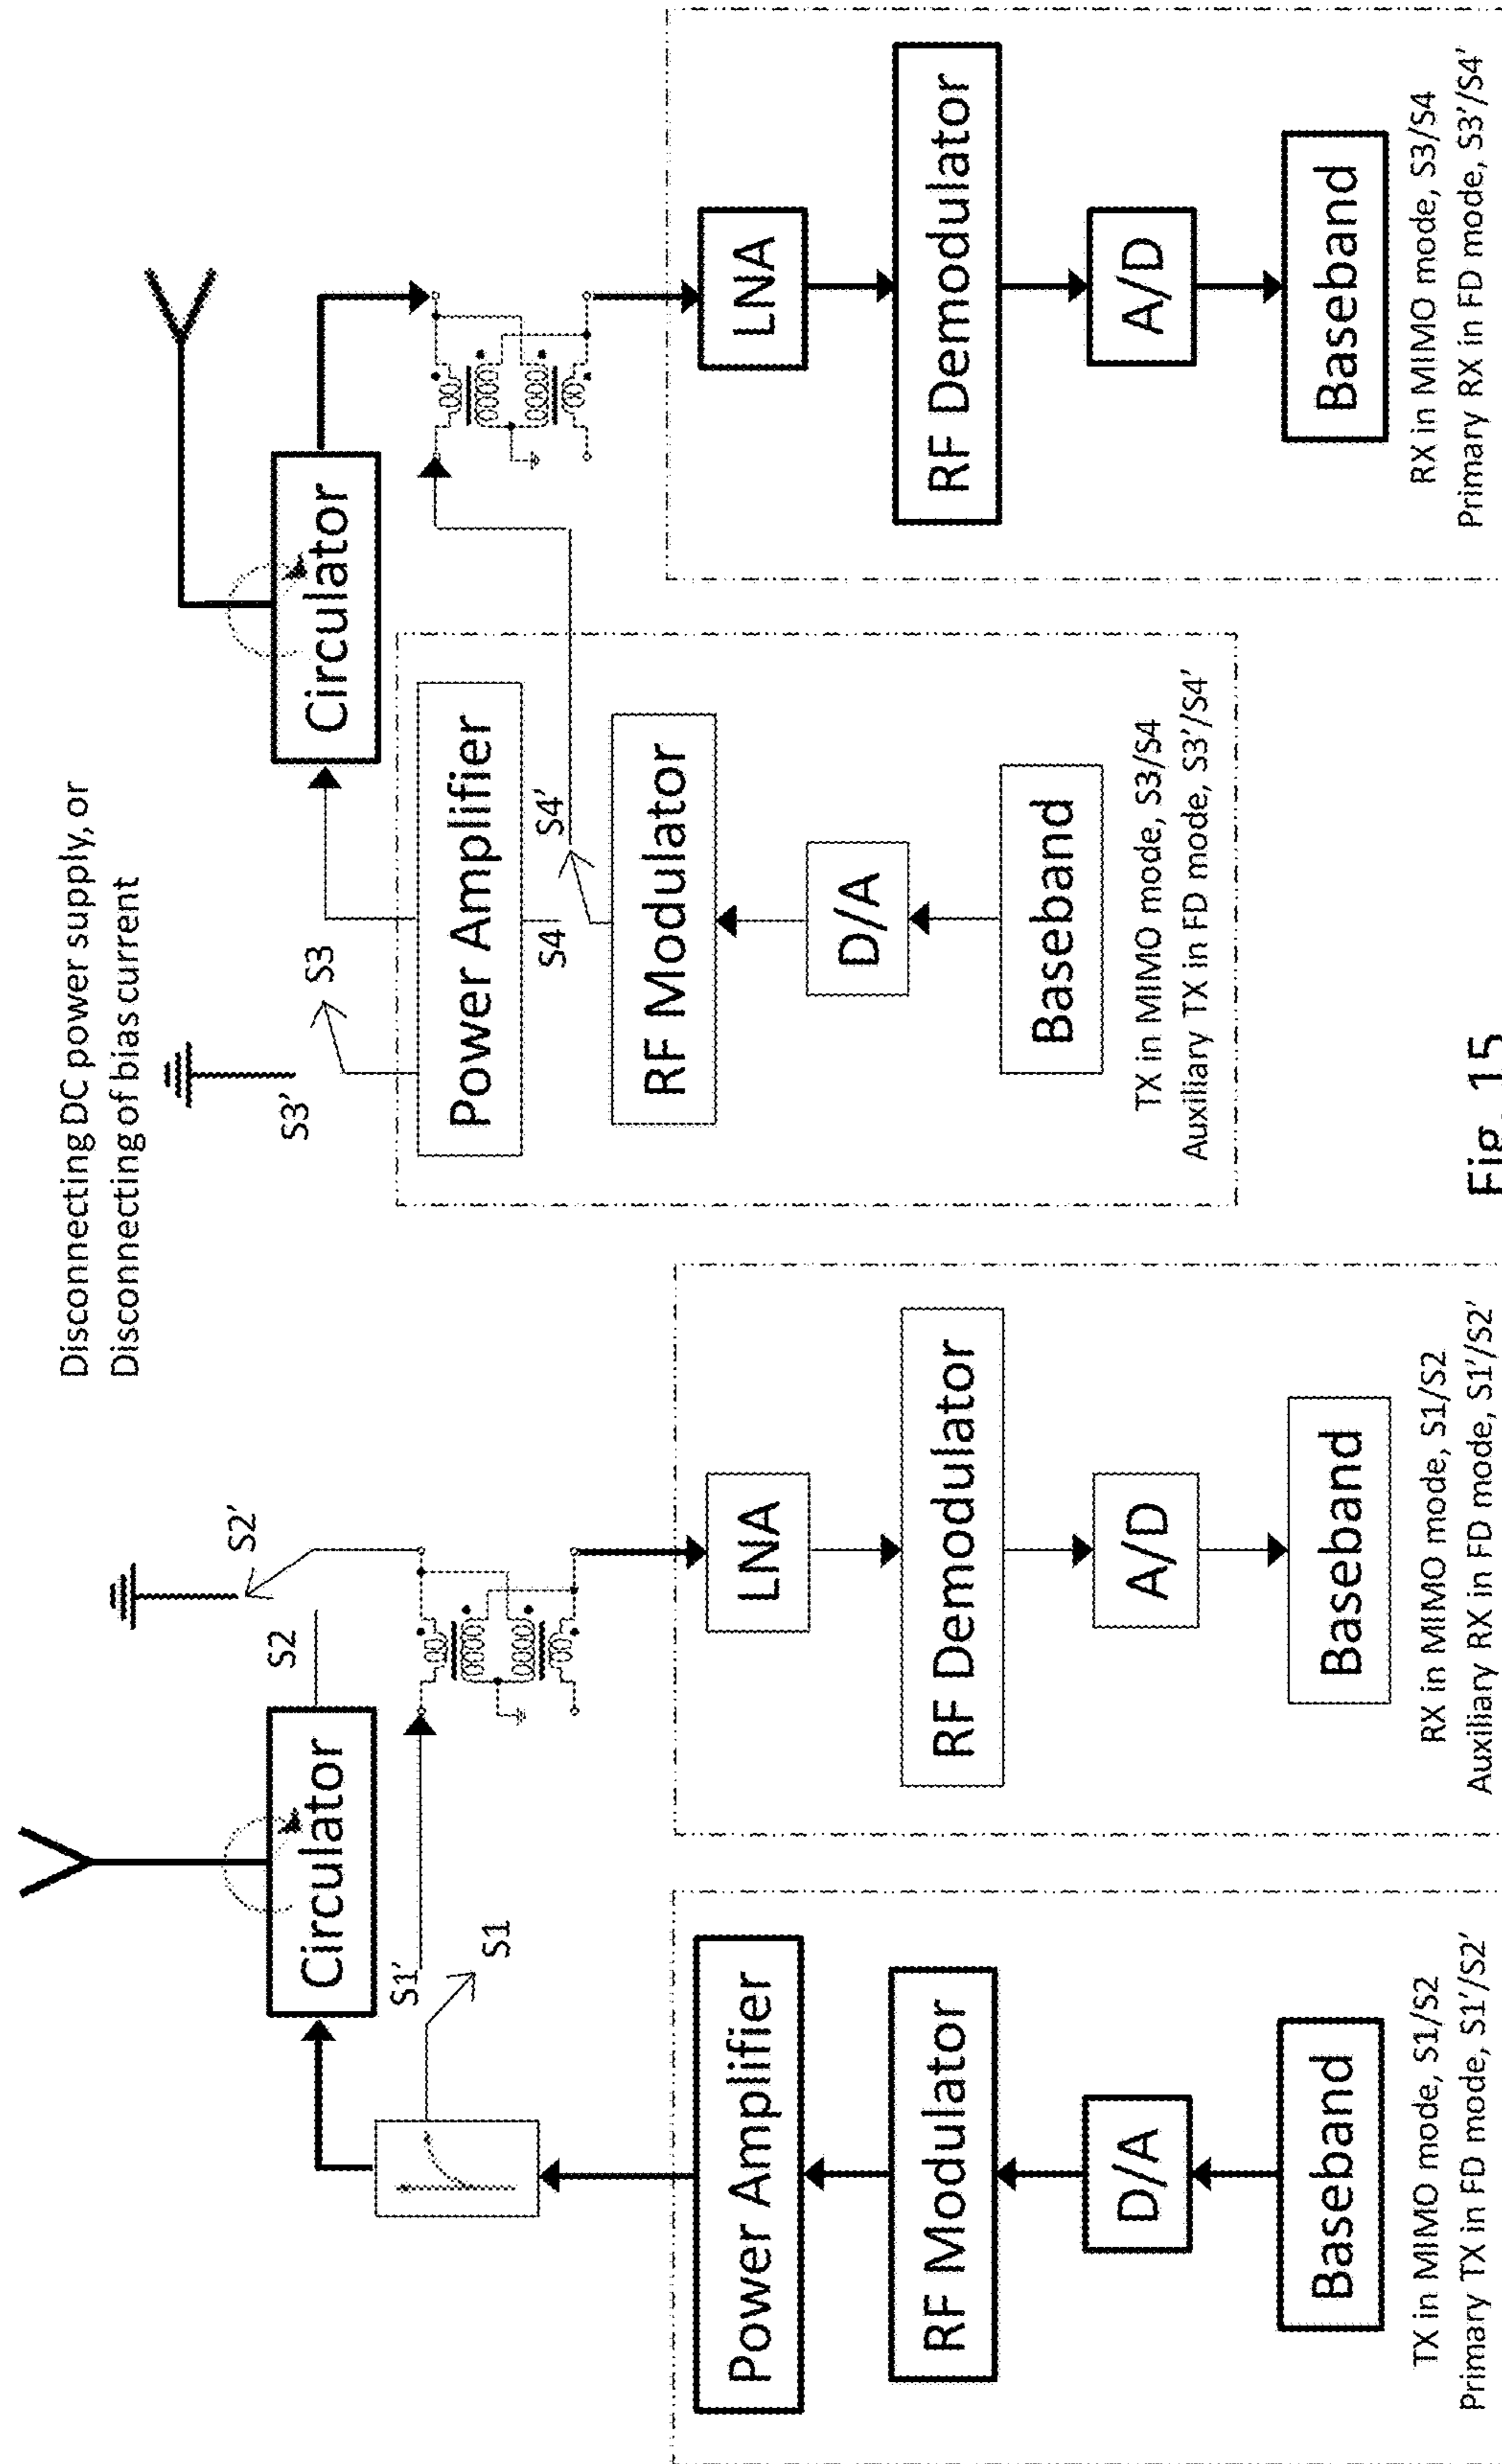 Disconnecting DC power supply, or
Disconnecting of bias current
Circulator
S2
S2'
S1'
S1
Power Amplifier
RF Modulator
D/A
Baseband
TX in MIMO mode, S1/S2
Primary TX in FD mode, S1'/S2'
LNA
RF Demodulator
A/D
Baseband
RX in MIMO mode, S1/S2
Auxiliary RX in FD mode, S1'/S2'
S3'
S3
Circulator
Power Amplifier
S4
S4'
RF Modulator
D/A
Baseband
TX in MIMO mode, S3/S4
Auxiliary TX in FD mode, S3'/S4'
LNA
RF Demodulator
A/D
Baseband
RX in MIMO mode, S3/S4
Primary RX in FD mode, S3'/S4'
Fig. 15